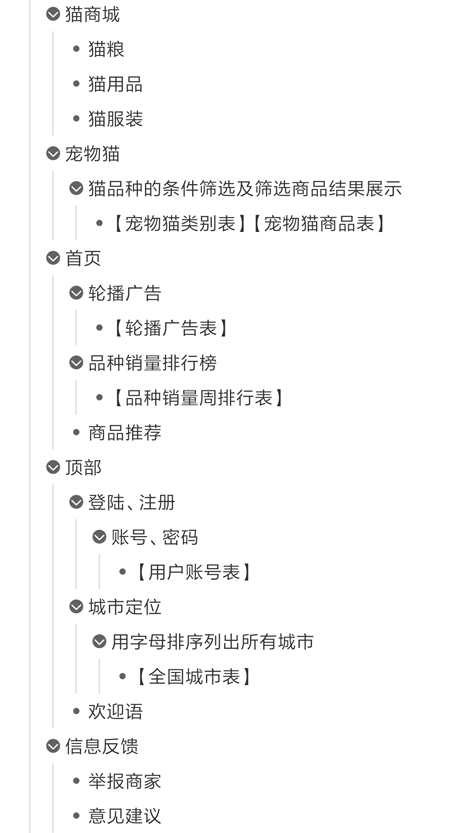 猫商城
猫粮
猫用品
猫服装
宠物猫
猫品种的条件筛选及筛选商品结果展示
【宠物猫类别表】【宠物猫商品表】
首页
轮播广告
【轮播广告表】
品种销量排行榜
【品种销量周排行表】
商品推荐
顶部
登陆、注册
账号、密码
【用户账号表】
城市定位
用字母排序列出所有城市
【全国城市表】
欢迎语
信息反馈
举报商家
意见建议